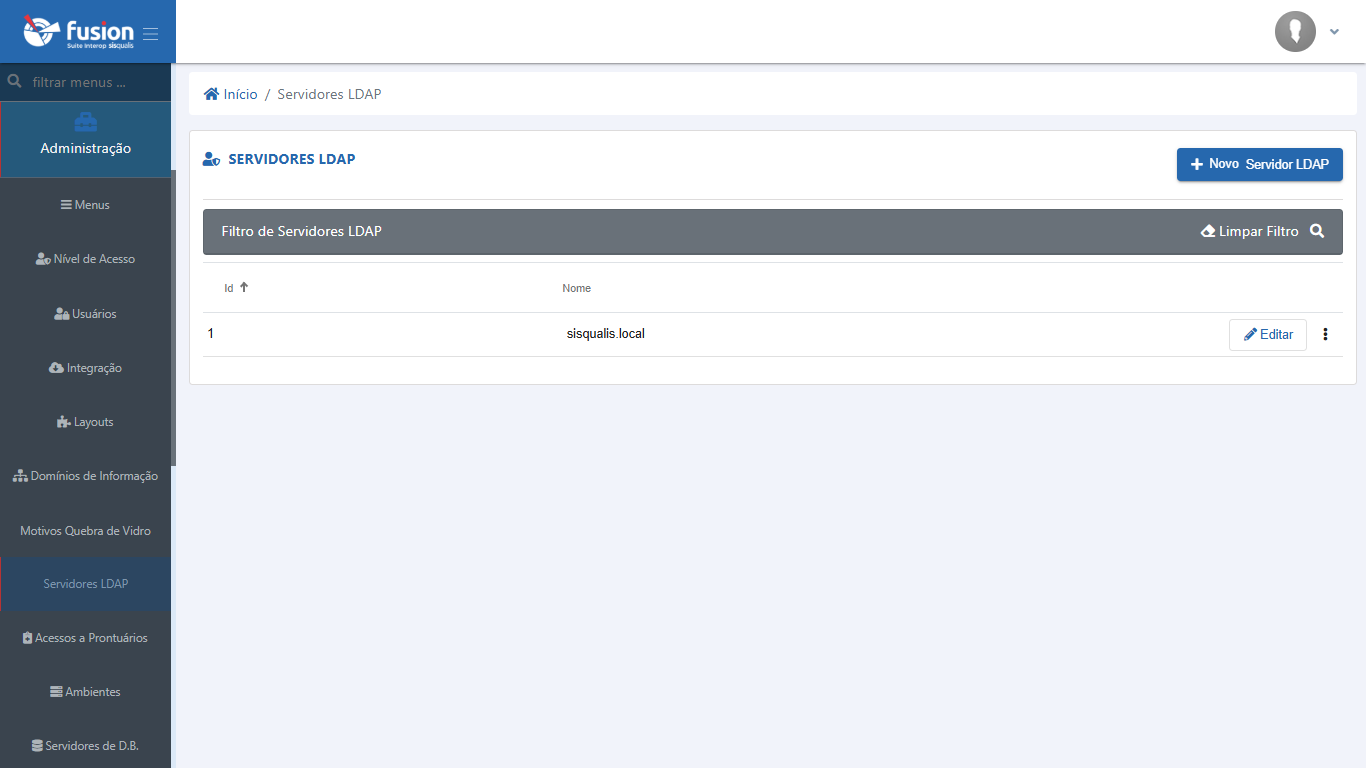 fusion
Suite Interop sisqualis
filtrar menus ...
Administração
Menus
Nível de Acesso
Usuários
Integração
Layouts
Domínios de Informação
Motivos Quebra de Vidro
Servidores LDAP
Acessos a Prontuários
Ambientes
Servidores de D.B.
Início / Servidores LDAP
SERVIDORES LDAP
Novo Servidor LDAP
Filtro de Servidores LDAP
Limpar Filtro
Id Nome
1 sisqualis.local Editar